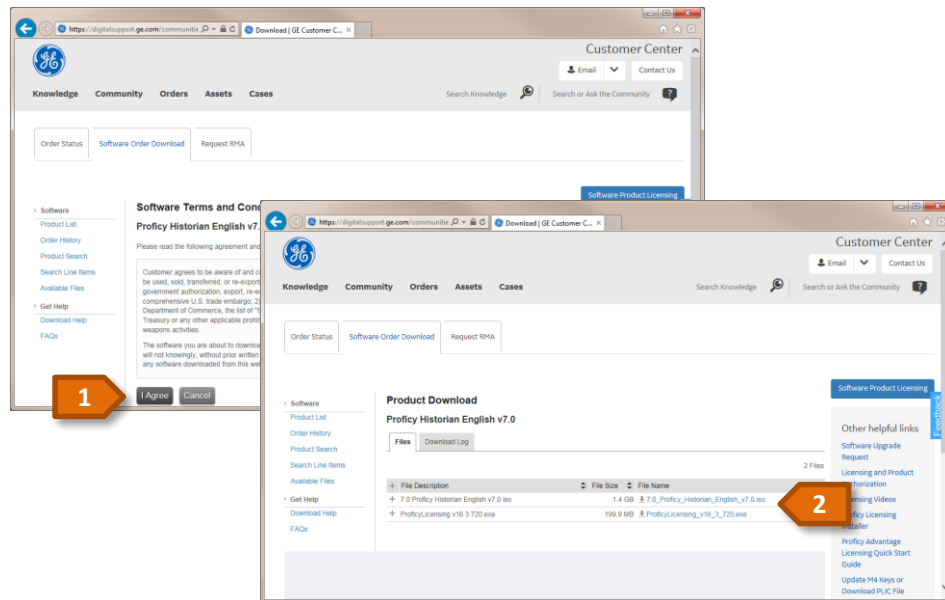 https://digitalsupport.ge.com/communitie
Download | GE Customer C...
Customer Center
Email
Contact Us
Knowledge Community Orders Assets Cases
Search Knowledge
Search or Ask the Community
Order Status Software Order Download Request RMA
Software Product Licensing
Software
Product List
Order History
Product Search
Search Line Items
Available Files
Get Help
Download Help
FAQs
Software Terms and Cond
Proficy Historian English v7.
Please read the following agreement and
Customer agrees to be aware of and c
be used, sold, transferred, or re-export
government authorization, export, re-e
comprehensive U.S. trade embargo; 2)
Department of Commerce, the list of "S
Treasury or any other applicable prohib
weapons activities.
The software you are about to downloa
will not knowingly, without prior written
any software downloaded from this we
I Agree Cancel
1
https://digitalsupport.ge.com/communitie
Download | GE Customer C...
Customer Center
Email
Contact Us
Knowledge Community Orders Assets Cases
Search Knowledge
Search or Ask the Community
Order Status Software Order Download Request RMA
Software Product Licensing
Feedback
Software
Product List
Order History
Product Search
Search Line Items
Available Files
Get Help
Download Help
FAQs
Product Download
Proficy Historian English v7.0
Files Download Log
2 Files
File Description File Size File Name
7.0 Proficy Historian English v7.0 iso 1.4 GB 7.0_Proficy_Historian_English_v7.0.iso
ProficyLicensing v16 3 720 exe 199.9 MB ProficyLicensing_v16_3_720.exe
2
Other helpful links
Software Upgrade
Request
Licensing and Product
Authorization
Videos
Licensing
Proficy Advantage
Licensing Quick Start
Guide
Update M4 Keys or
Download PLIC File